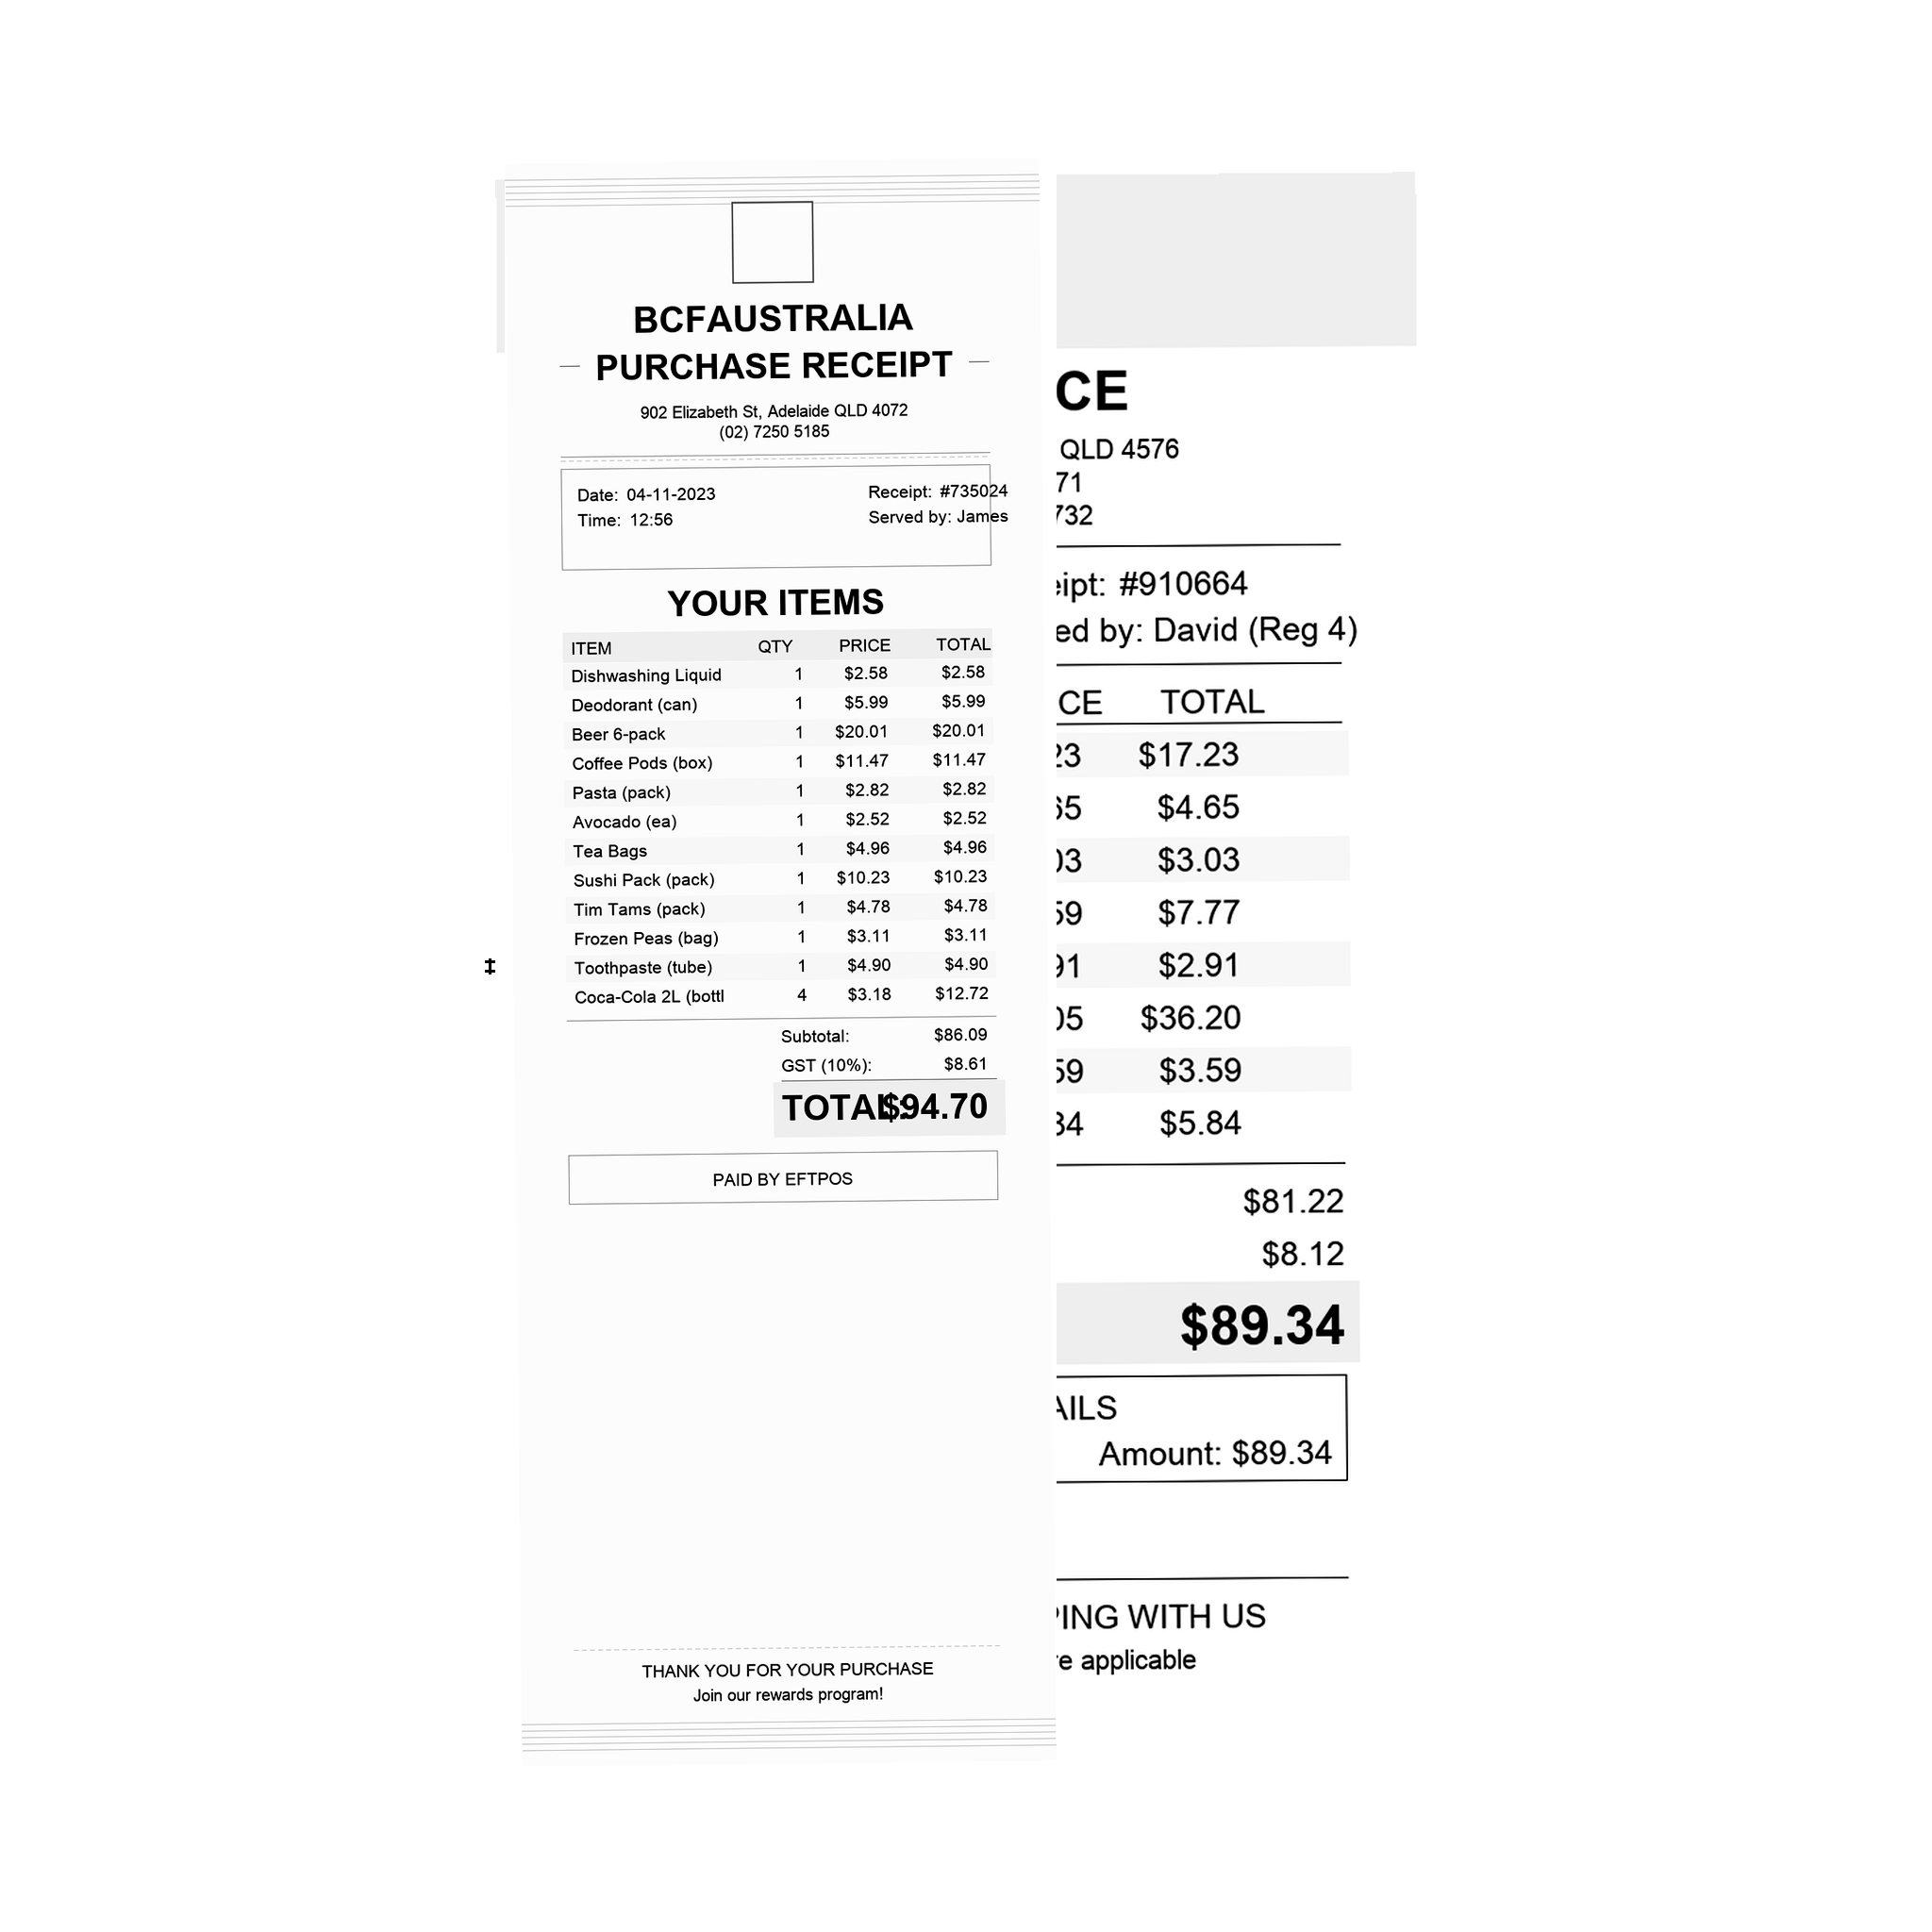 BCFAUSTRALIA
PURCHASE RECEIPT
902 Elizabeth St, Adelaide QLD 4072
(02) 7250 5185
Date: 04-11-2023 Receipt: #735024
Time: 12:56 Served by: James
YOUR ITEMS
ITEM QTY PRICE TOTAL
Dishwashing Liquid 1 $2.58 $2.58
Deodorant (can) 1 $5.99 $5.99
Beer 6-pack 1 $20.01 $20.01
Coffee Pods (box) 1 $11.47 $11.47
Pasta (pack) 1 $2.82 $2.82
Avocado (ea) 1 $2.52 $2.52
Tea Bags 1 $4.96 $4.96
Sushi Pack (pack) 1 $10.23 $10.23
Tim Tams (pack) 1 $4.78 $4.78
Frozen Peas (bag) 1 $3.11 $3.11
Toothpaste (tube) 1 $4.90 $4.90
Coca-Cola 2L (bottl 4 $3.18 $12.72
Subtotal: $86.09
GST (10%): $8.61
TOTAL: $94.70
PAID BY EFTPOS
THANK YOU FOR YOUR PURCHASE
Join our rewards program!
CE
QLD 4576
71
732
eipt: #910664
ed by: David (Reg 4)
CE TOTAL
23 $17.23
65 $4.65
03 $3.03
59 $7.77
91 $2.91
05 $36.20
59 $3.59
84 $5.84
$81.22
$8.12
$89.34
AILS
Amount: $89.34
PING WITH US
re applicable